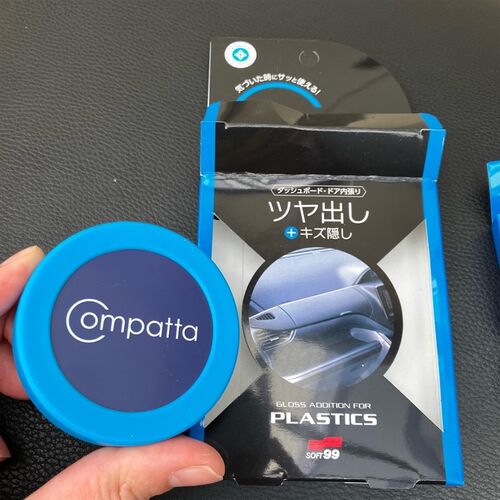 気づいた時にサッと使える!
ダッシュボード・ドア内張り
ツヤ出し
+キズ隠し
Compatta
GLOSS ADDITION FOR
PLASTICS
SOFT99